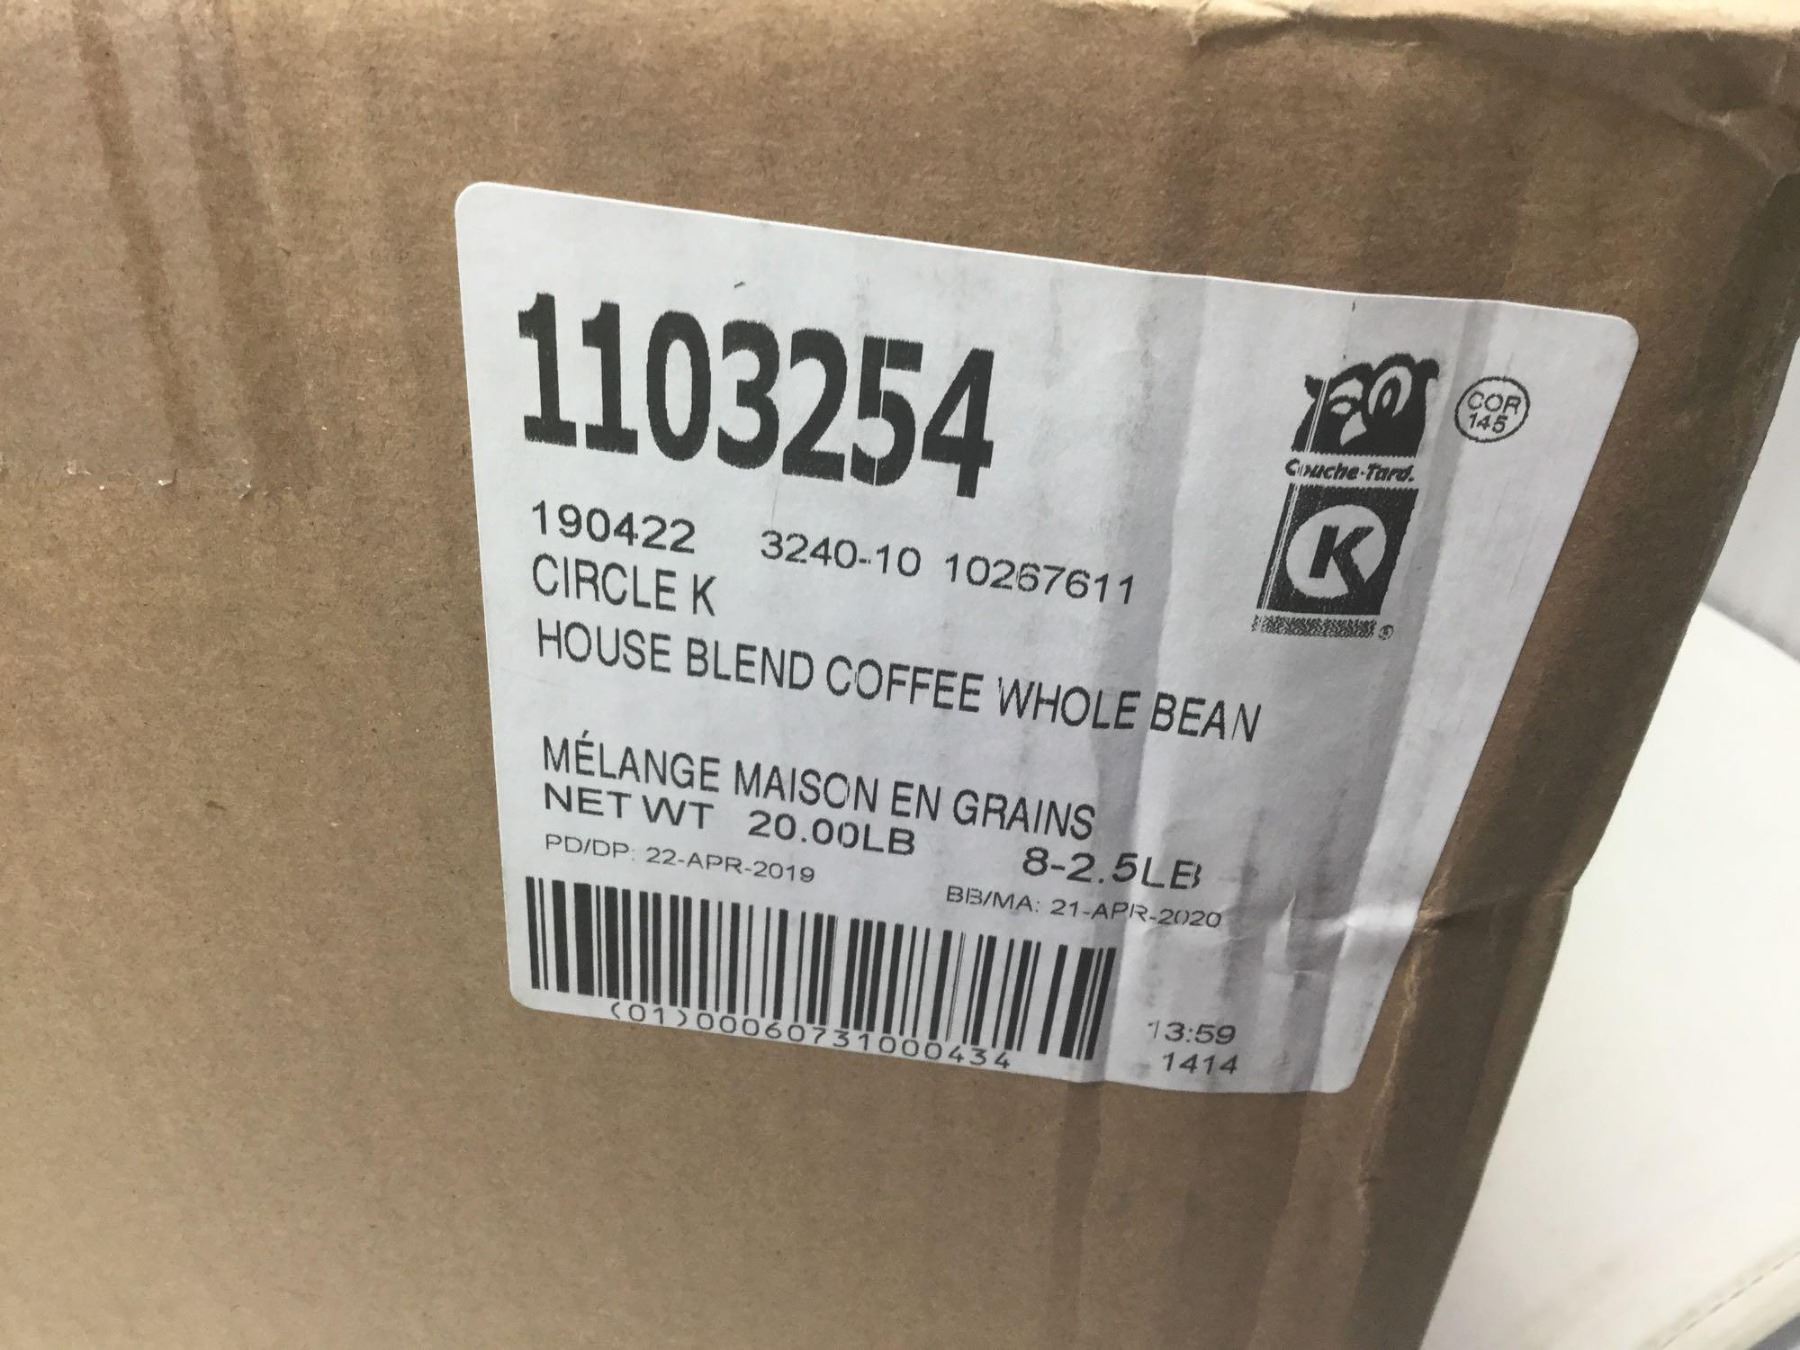 1103254
COR
145
Couche-Tard.
K
®
190422 3240-10 10267611
CIRCLE K
HOUSE BLEND COFFEE WHOLE BEAN
MÉLANGE MAISON EN GRAINS
NET WT 20.00LB 8-2.5LB
PD/DP: 22-APR-2019 BB/MA: 21-APR-2020
(01)00060731000434
13:59
1414